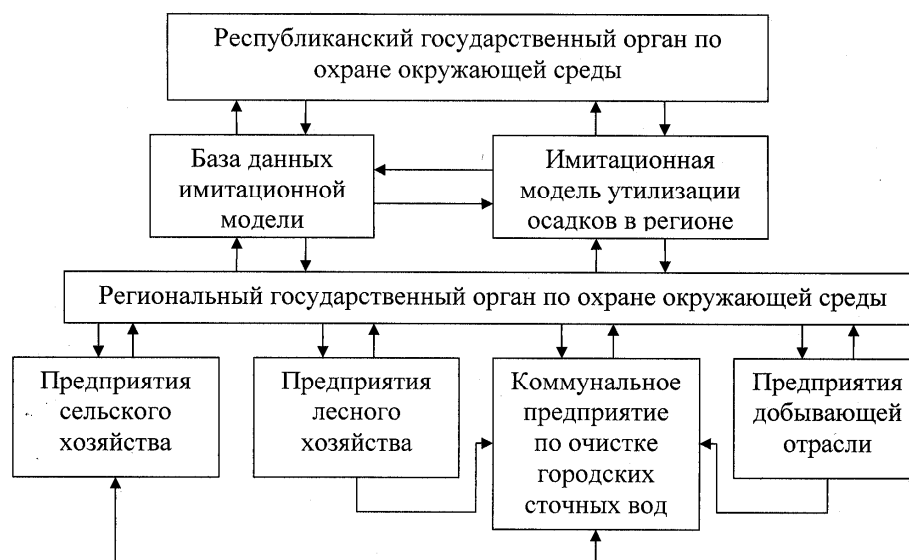 Республиканский государственный орган по
охране окружающей среды
База данных
имитационной
модели
Имитационная
модель утилизации
осадков в регионе
Региональный государственный орган по охране окружающей среды
Предприятия
сельского
хозяйства
Предприятия
лесного
хозяйства
Коммунальное
предприятие
по очистке
городских
сточных вод
Предприятия
добывающей
отрасли